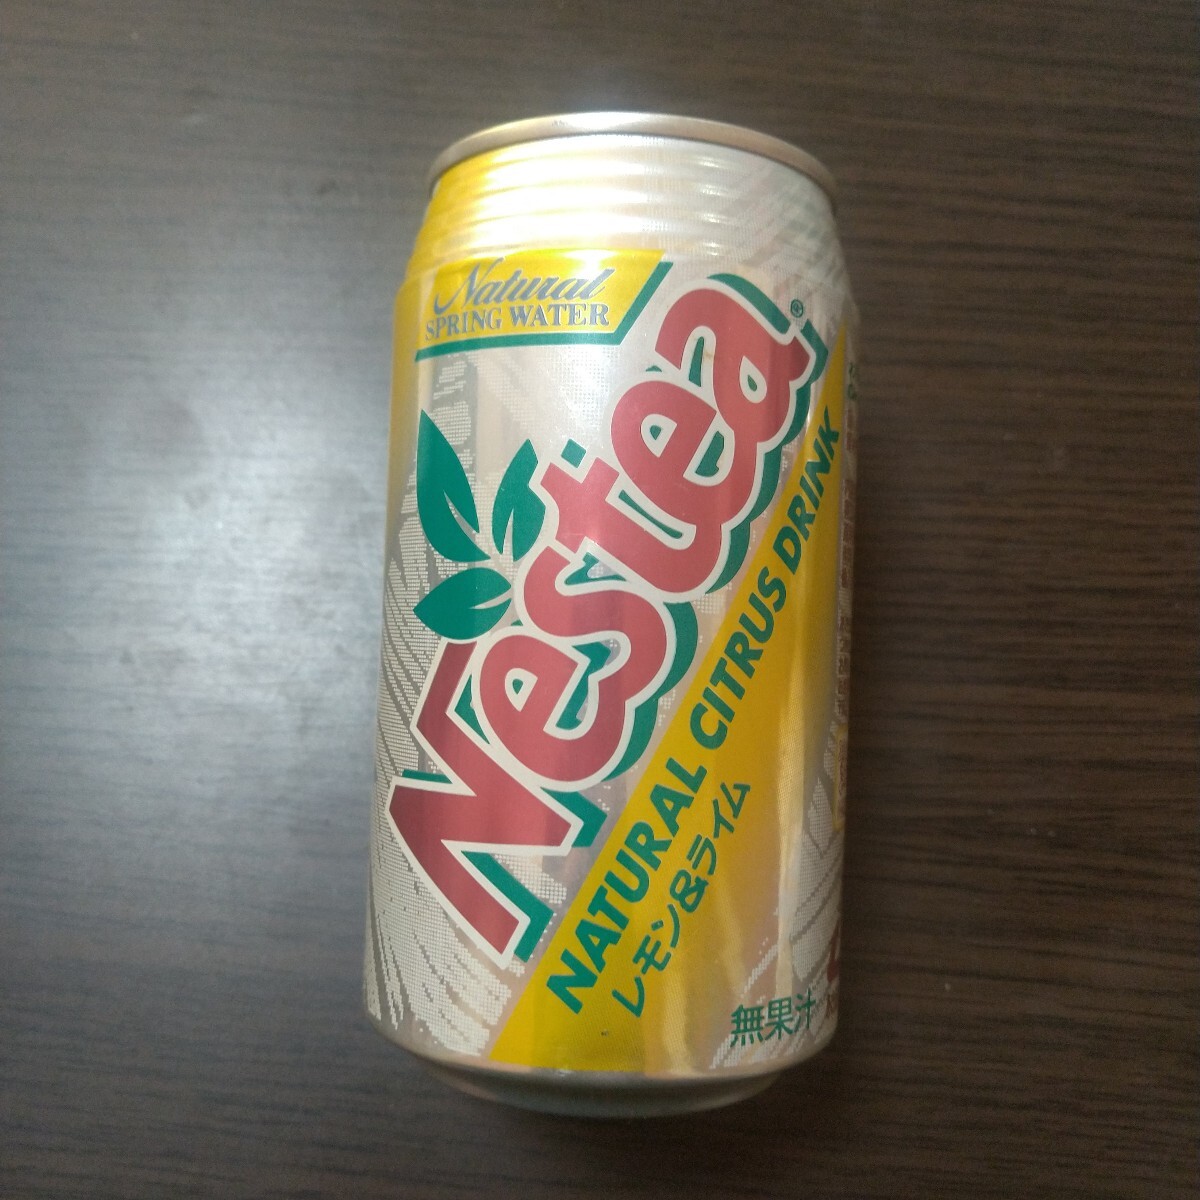 Natural
SPRING WATER
Nestea®
NATURAL CITRUS DRINK
レモン&ライム
無果汁